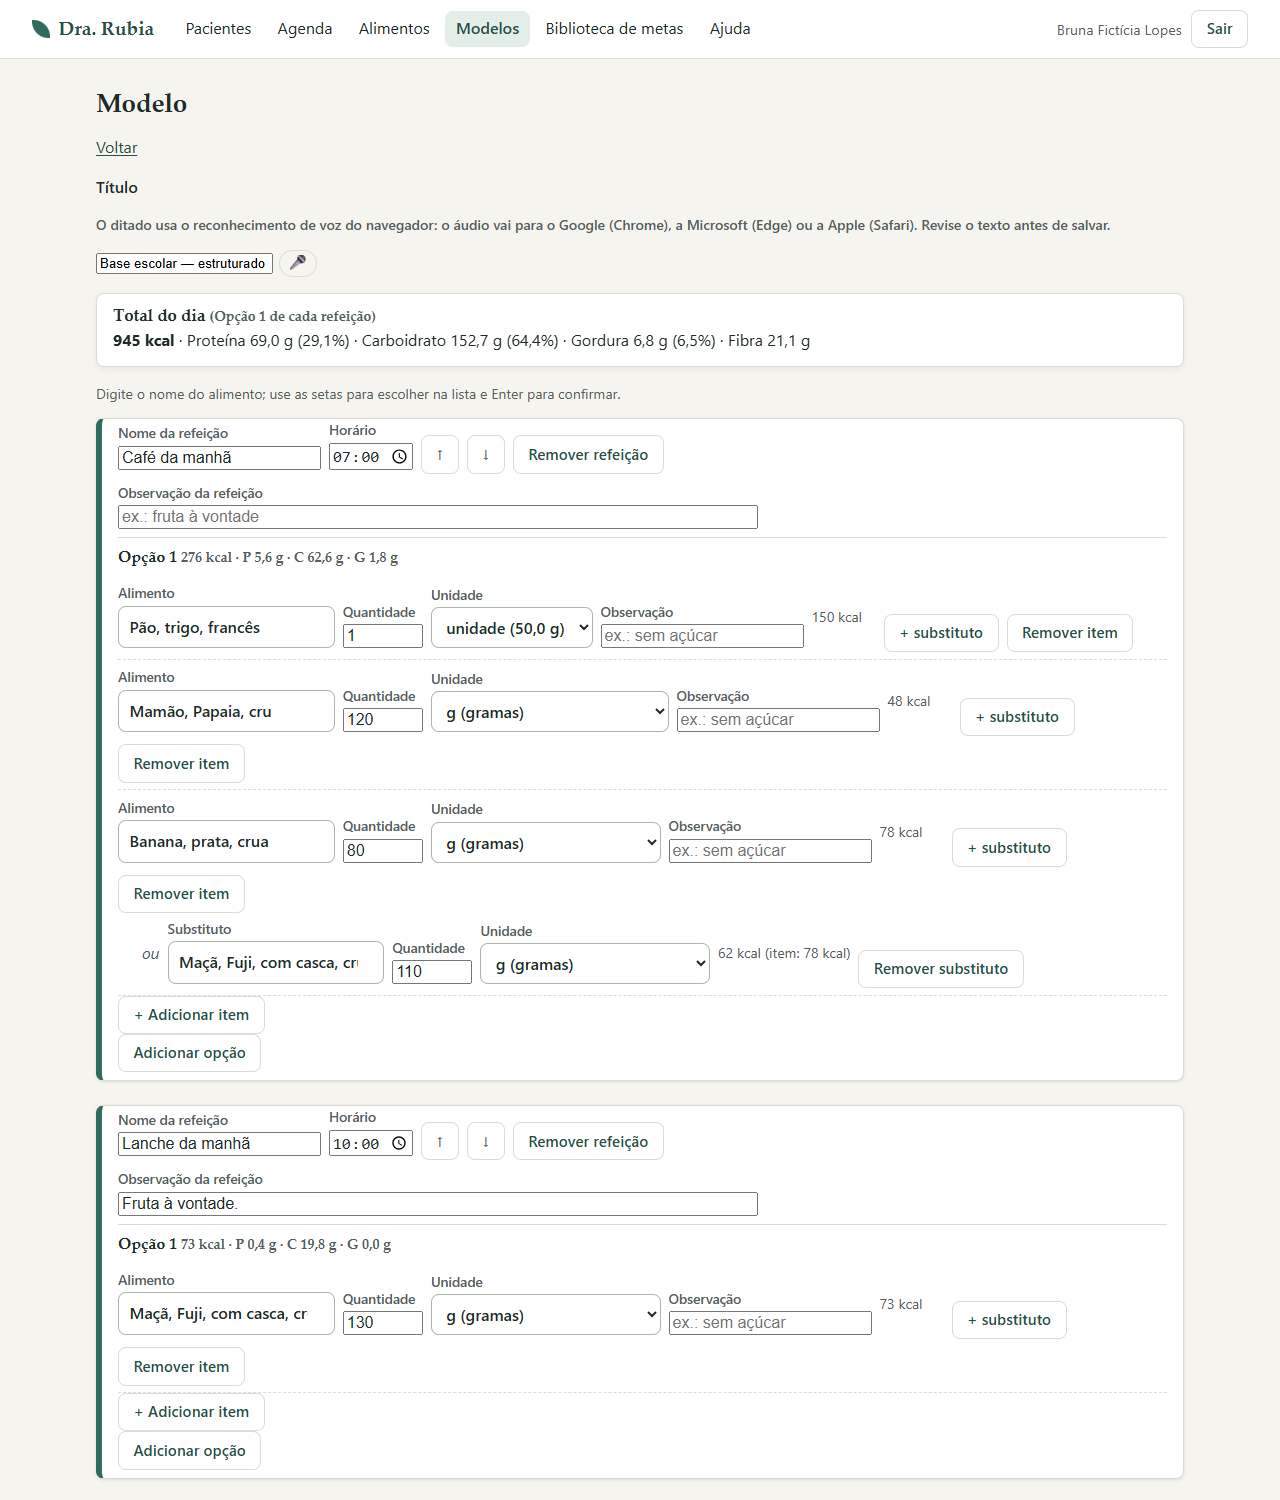 Dra. Rubia
Pacientes
Agenda
Alimentos
Modelos
Biblioteca de metas
Ajuda
Bruna Fictícia Lopes
Sair
Modelo
Voltar
Título
O ditado usa o reconhecimento de voz do navegador: o áudio vai para o Google (Chrome), a Microsoft (Edge) ou a Apple (Safari). Revise o texto antes de salvar.
Base escolar — estruturado
Total do dia (Opção 1 de cada refeição)
945 kcal · Proteína 69,0 g (29,1%) · Carboidrato 152,7 g (64,4%) · Gordura 6,8 g (6,5%) · Fibra 21,1 g
Digite o nome do alimento; use as setas para escolher na lista e Enter para confirmar.
Nome da refeição
Horário
Café da manhã
07:00
↑
↓
Remover refeição
Observação da refeição
ex.: fruta à vontade
Opção 1 276 kcal · P 5,6 g · C 62,6 g · G 1,8 g
Alimento
Quantidade
Unidade
Observação
Pão, trigo, francês
1
unidade (50,0 g)
ex.: sem açúcar
150 kcal
+ substituto
Remover item
Alimento
Quantidade
Unidade
Observação
Mamão, Papaia, cru
120
g (gramas)
ex.: sem açúcar
48 kcal
+ substituto
Remover item
Alimento
Quantidade
Unidade
Observação
Banana, prata, crua
80
g (gramas)
ex.: sem açúcar
78 kcal
+ substituto
Remover item
ou
Substituto
Quantidade
Unidade
Maçã, Fuji, com casca, cru
110
g (gramas)
62 kcal (item: 78 kcal)
Remover substituto
+ Adicionar item
Adicionar opção
Nome da refeição
Horário
Lanche da manhã
10:00
↑
↓
Remover refeição
Observação da refeição
Fruta à vontade.
Opção 1 73 kcal · P 0,4 g · C 19,8 g · G 0,0 g
Alimento
Quantidade
Unidade
Observação
Maçã, Fuji, com casca, cr
130
g (gramas)
ex.: sem açúcar
73 kcal
+ substituto
Remover item
+ Adicionar item
Adicionar opção